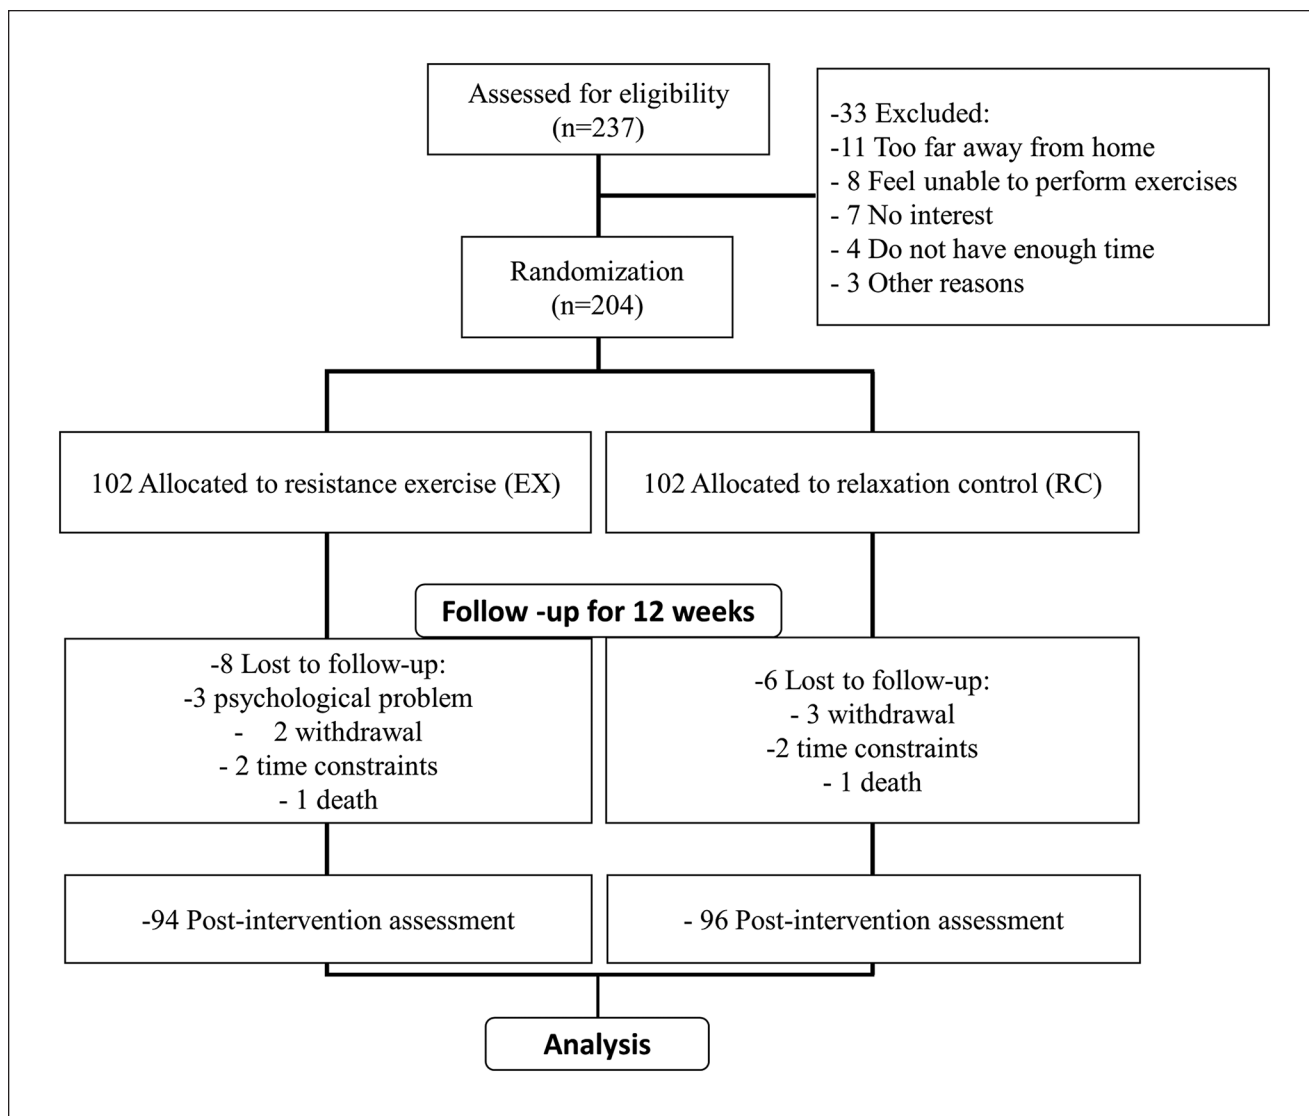 Assessed for eligibility
(n=237)
-33 Excluded:
-11 Too far away from home
- 8 Feel unable to perform exercises
- 7 No interest
- 4 Do not have enough time
- 3 Other reasons
Randomization
(n=204)
102 Allocated to resistance exercise (EX)
102 Allocated to relaxation control (RC)
Follow -up for 12 weeks
-8 Lost to follow-up:
-3 psychological problem
- 2 withdrawal
- 2 time constraints
- 1 death
-6 Lost to follow-up:
- 3 withdrawal
-2 time constraints
- 1 death
-94 Post-intervention assessment
- 96 Post-intervention assessment
Analysis